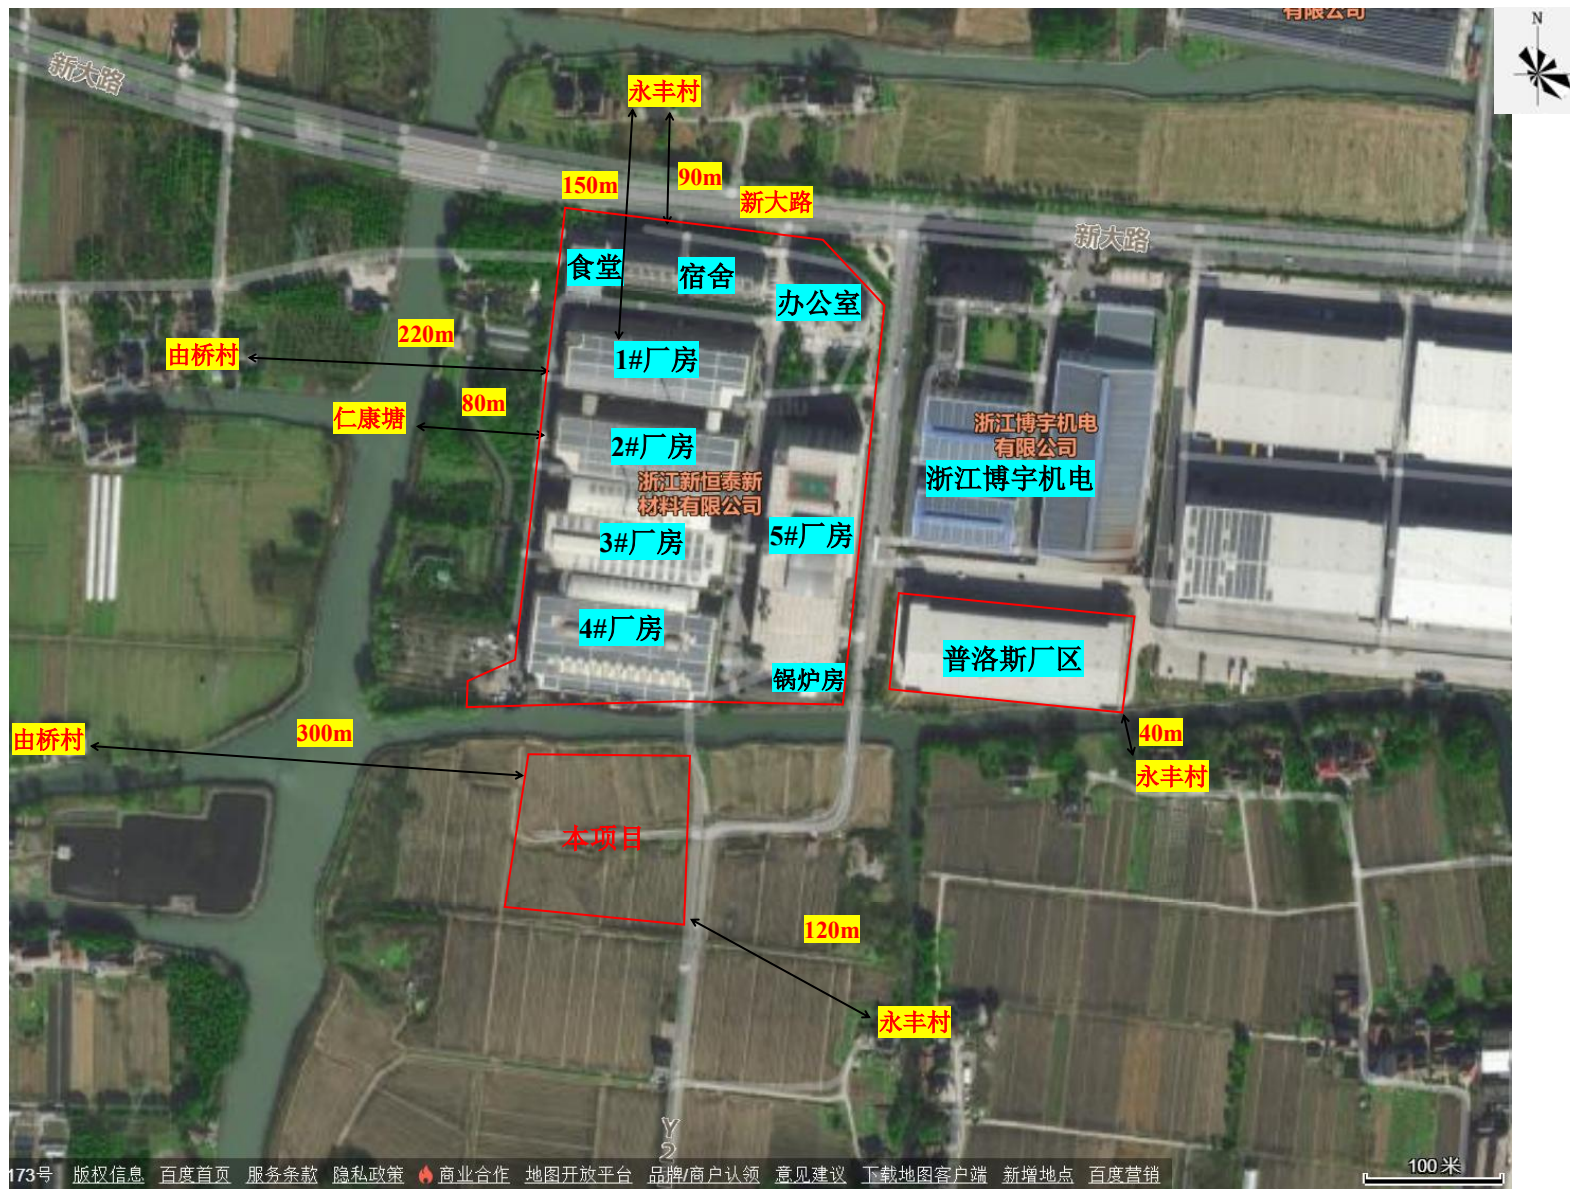 有限公司
N
新大路
永丰村
150m
90m
新大路
新大路
食堂
宿舍
办公室
220m
由桥村
1#厂房
80m
仁康塘
2#厂房
浙江博宇机电
有限公司
浙江博宇机电
浙江新恒泰新
材料有限公司
3#厂房
5#厂房
4#厂房
普洛斯厂区
锅炉房
300m
由桥村
40m
永丰村
本项目
120m
永丰村
Y
2
100 米
173号 版权信息 百度首页 服务条款 隐私政策 商业合作 地图开放平台 品牌/商户认领 意见建议 下载地图客户端 新增地点 百度营销